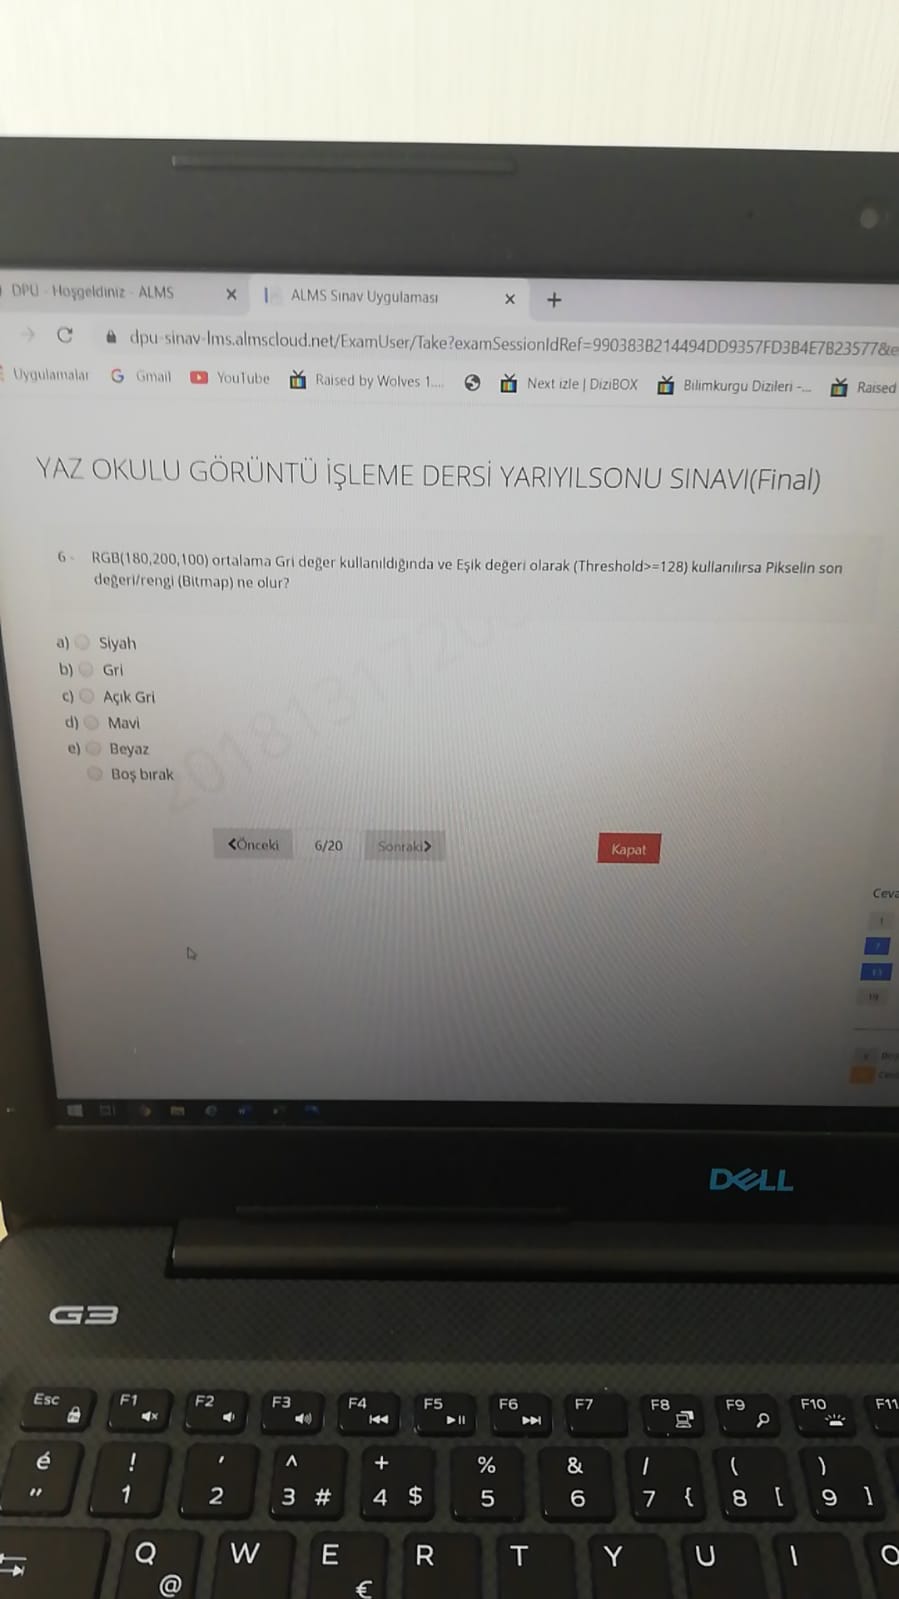 DPU - Hoşgeldiniz - ALMS
ALMS Sınav Uygulaması
dpu-sinav-lms.almscloud.net/ExamUser/Take?examSessionIdRef=990383B214494DD9357FD3B4E7B23577&e
Uygulamalar Gmail YouTube Raised by Wolves 1.... Next izle | DiziBOX Bilimkurgu Dizileri -... Raised
YAZ OKULU GÖRÜNTÜ İŞLEME DERSİ YARIYILSONU SINAVI(Final)
6 - RGB(180,200,100) ortalama Gri değer kullanıldığında ve Eşik değeri olarak (Threshold>=128) kullanılırsa Pikselin son
değeri/rengi (Bitmap) ne olur?
a) Siyah
b) Gri
c) Açık Gri
d) Mavi
e) Beyaz
Boş bırak
Önceki 6/20 Sonraki Kapat
Ceva
1
7
13
19
DELL
G3
Esc F1 F2 F3 F4 F5 F6 F7 F8 F9 F10 F11
é ! ' ^ + % & / ( )
" 1 2 3 # 4 $ 5 6 7 { 8 [ 9 ]
Q W E R T Y U I O
@ €